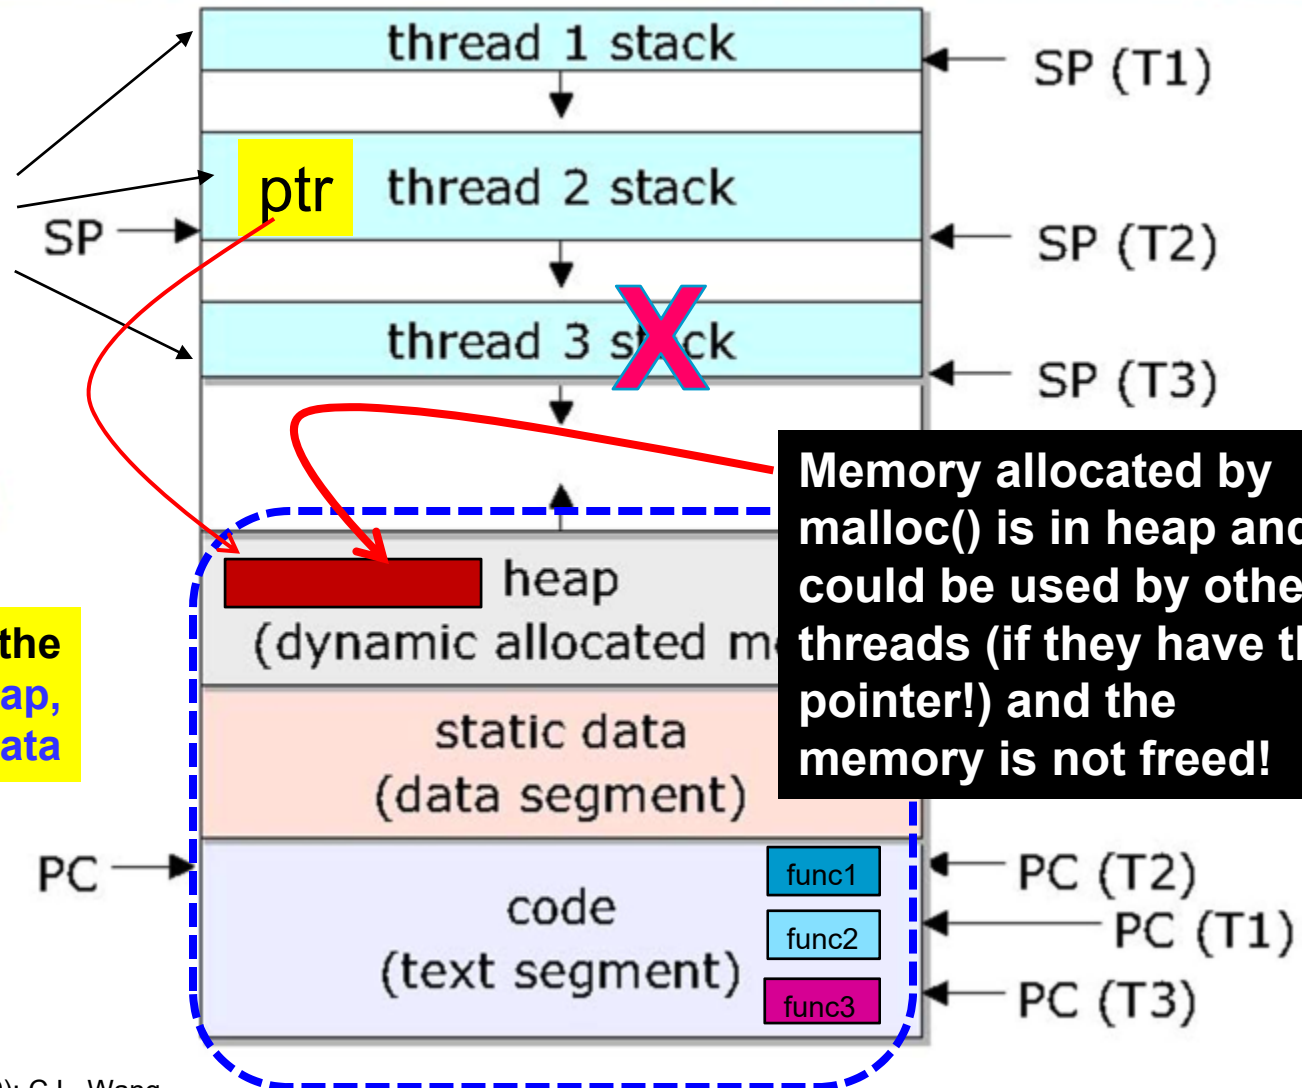 thread 1 stack
SP (T1)
ptr
thread 2 stack
SP
SP (T2)
thread 3 stack
X
SP (T3)
Memory allocated by
malloc() is in heap and
could be used by othe
threads (if they have th
pointer!) and the
memory is not freed!
heap
(dynamic allocated m
the
ap,
ata
static data
(data segment)
PC
func1
PC (T2)
code
func2
PC (T1)
(text segment)
func3
PC (T3)